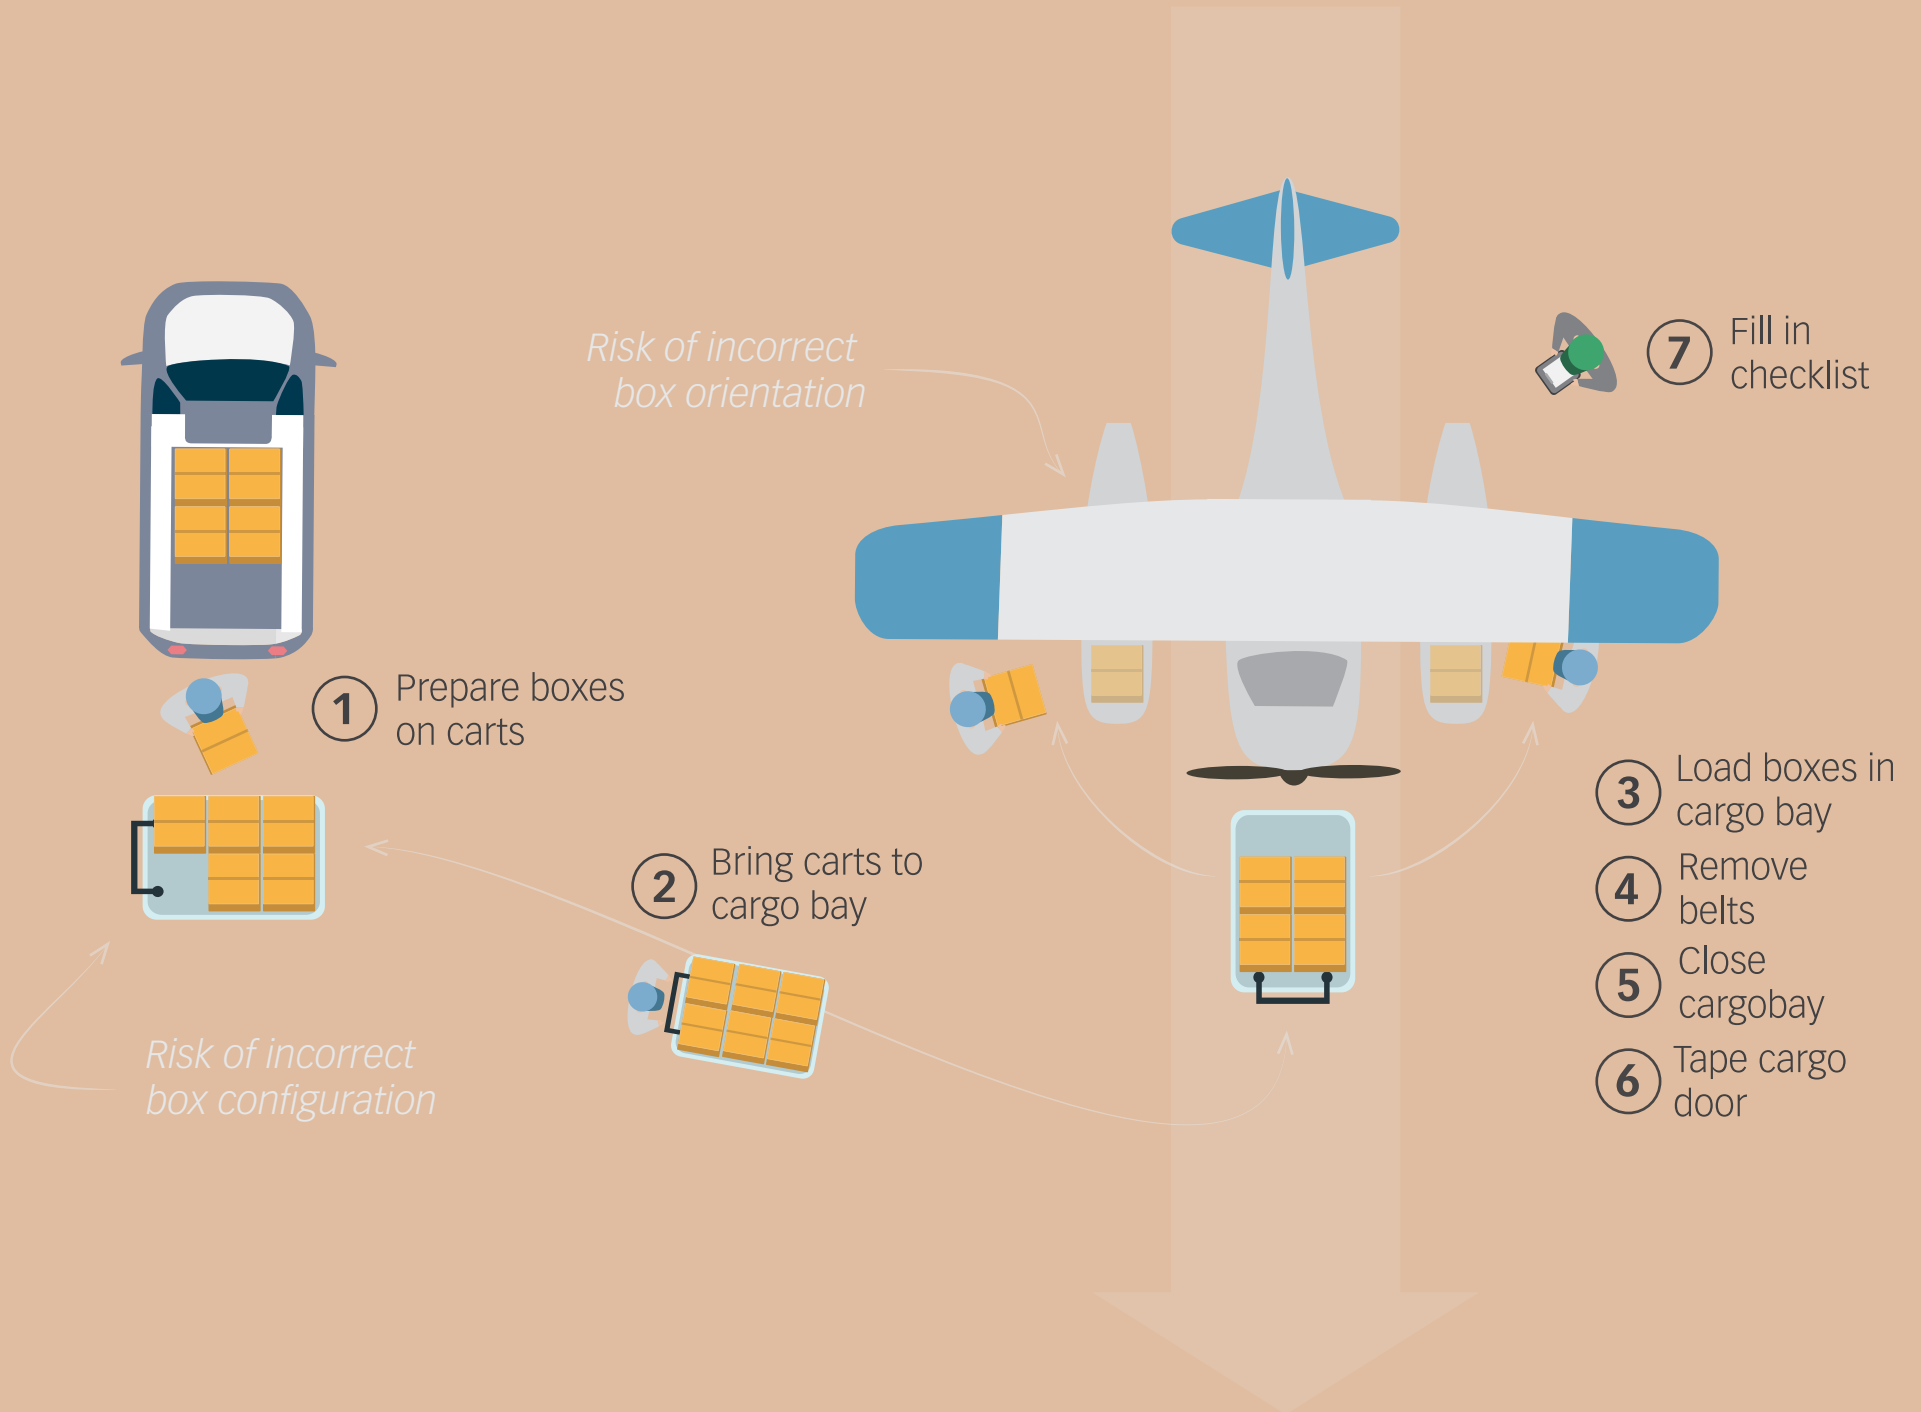 Risk of incorrect
box orientation
7
Fill in
checklist
1
Prepare boxes
on carts
2
Bring carts to
cargo bay
3
Load boxes in
cargo bay
4
Remove
belts
5
Close
cargobay
6
Tape cargo
door
Risk of incorrect
box configuration